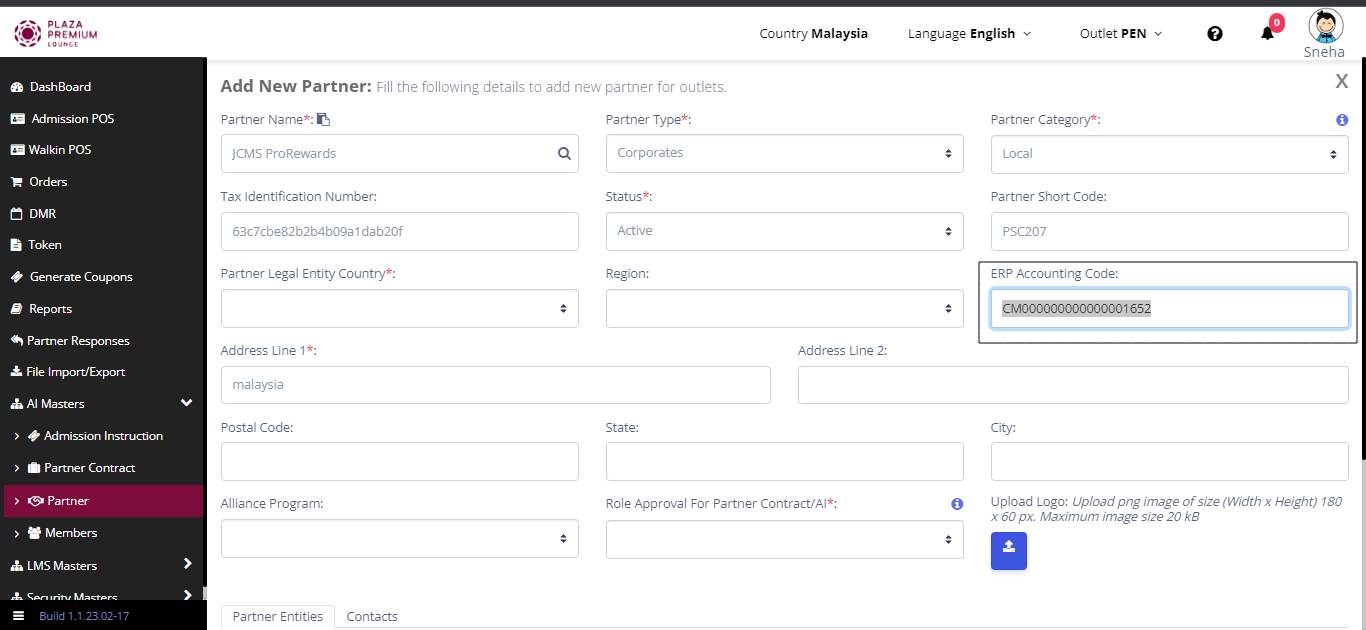 PLAZA
PREMIUM
LOUNGE
Country Malaysia
Language English
Outlet PEN
0
Sneha
DashBoard
Admission POS
Walkin POS
Orders
DMR
Token
Generate Coupons
Reports
Partner Responses
File Import/Export
AI Masters
Admission Instruction
Partner Contract
Partner
Members
LMS Masters
Security Masters
Build 1.1.23.02-17
Add New Partner: Fill the following details to add new partner for outlets.
X
Partner Name*:
Partner Type*:
Partner Category*:
JCMS ProRewards
Corporates
Local
Tax Identification Number:
Status*:
Partner Short Code:
63c7cbe82b2b4b09a1dab20f
Active
PSC207
Partner Legal Entity Country*:
Region:
ERP Accounting Code:
CM000000000000001652
Address Line 1*:
Address Line 2:
malaysia
Postal Code:
State:
City:
Alliance Program:
Role Approval For Partner Contract/AI*:
Upload Logo: Upload png image of size (Width x Height) 180
x 60 px. Maximum image size 20 kB
Partner Entities
Contacts